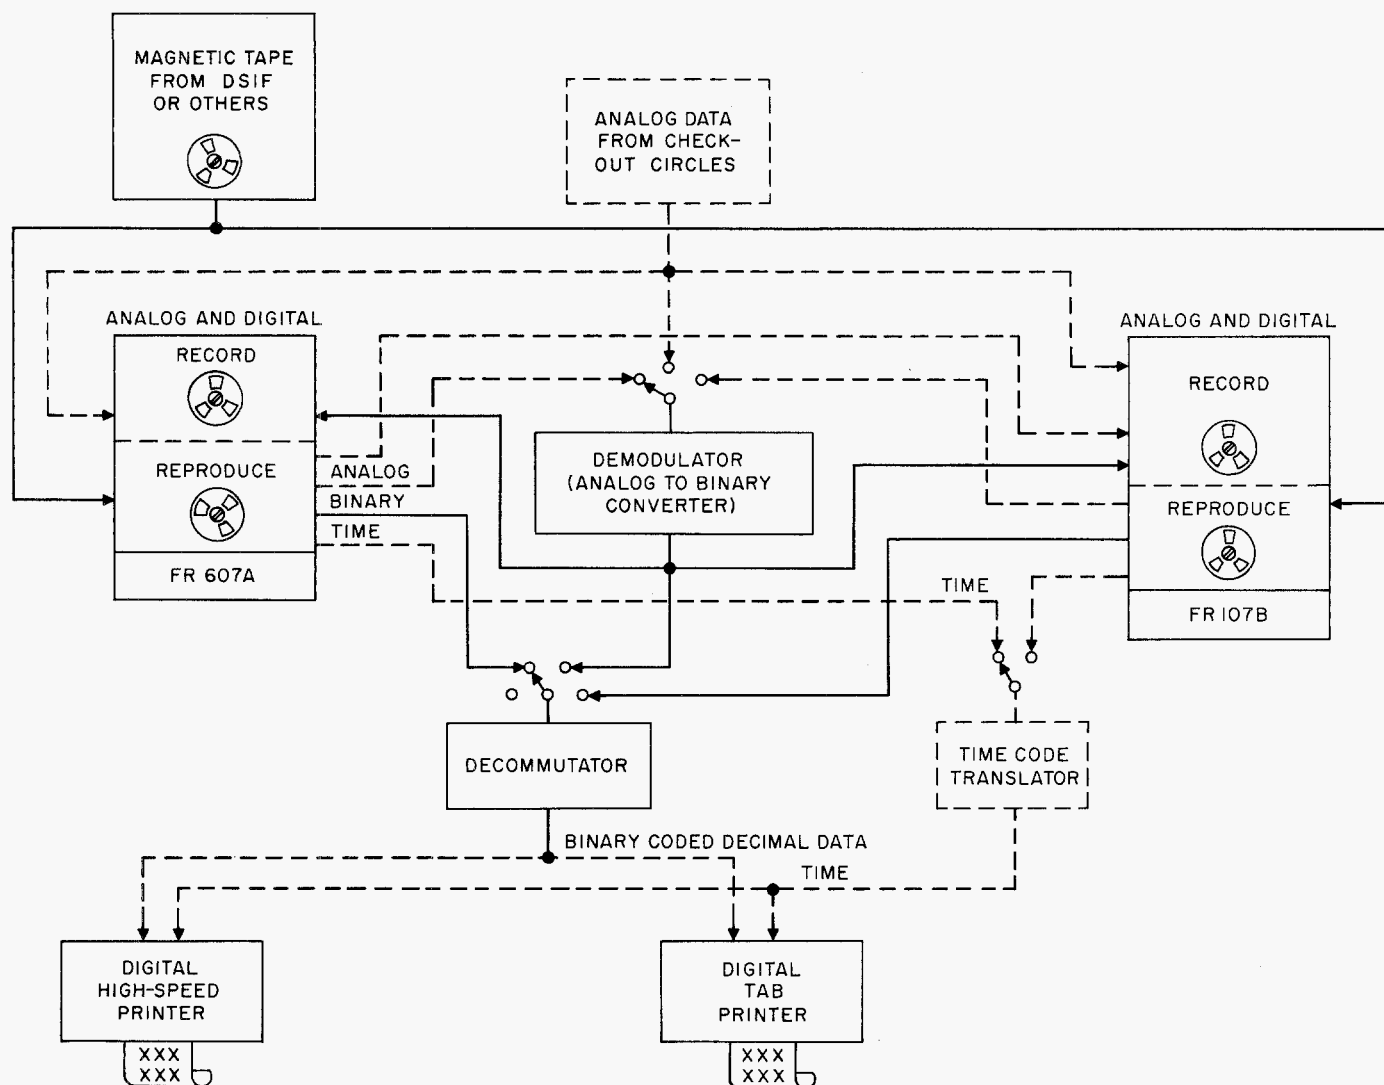 MAGNETIC TAPE
FROM DSIF
OR OTHERS
ANALOG DATA
FROM CHECK-
OUT CIRCLES
ANALOG AND DIGITAL
RECORD
REPRODUCE
FR 607A
ANALOG
BINARY
TIME
DEMODULATOR
(ANALOG TO BINARY
CONVERTER)
ANALOG AND DIGITAL
RECORD
REPRODUCE
FR 107B
TIME
DECOMMUTATOR
TIME CODE
TRANSLATOR
BINARY CODED DECIMAL DATA
TIME
DIGITAL
HIGH-SPEED
PRINTER
XXX
XXX
DIGITAL
TAB
PRINTER
XXX
XXX